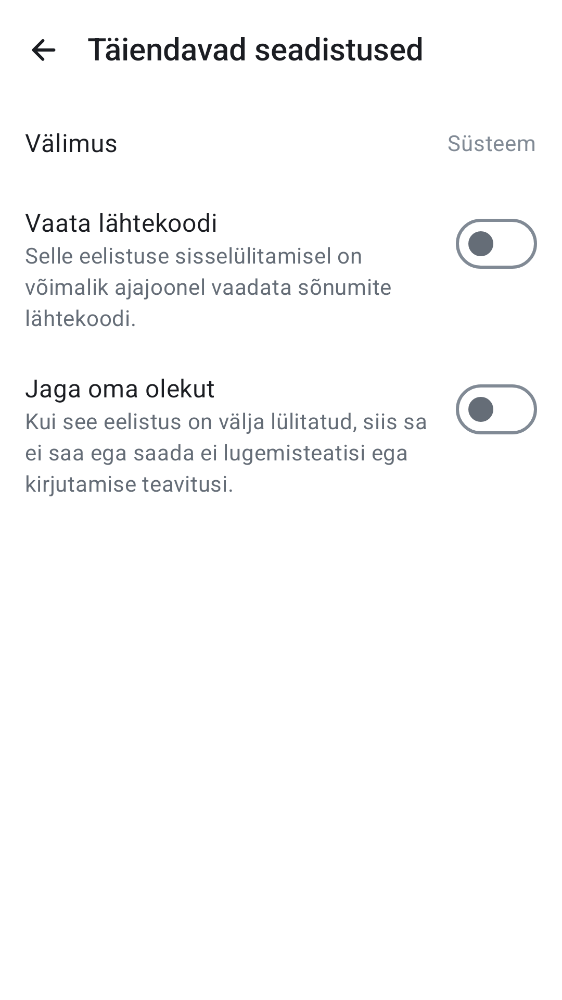 Täiendavad seadistused
Välimus
Süsteem
Vaata lähtekoodi
Selle eelistuse sisselülitamisel on
võimalik ajajoonel vaadata sõnumite
lähtekoodi.
Jaga oma olekut
Kui see eelistus on välja lülitatud, siis sa
ei saa ega saada ei lugemisteatisi ega
kirjutamise teavitusi.